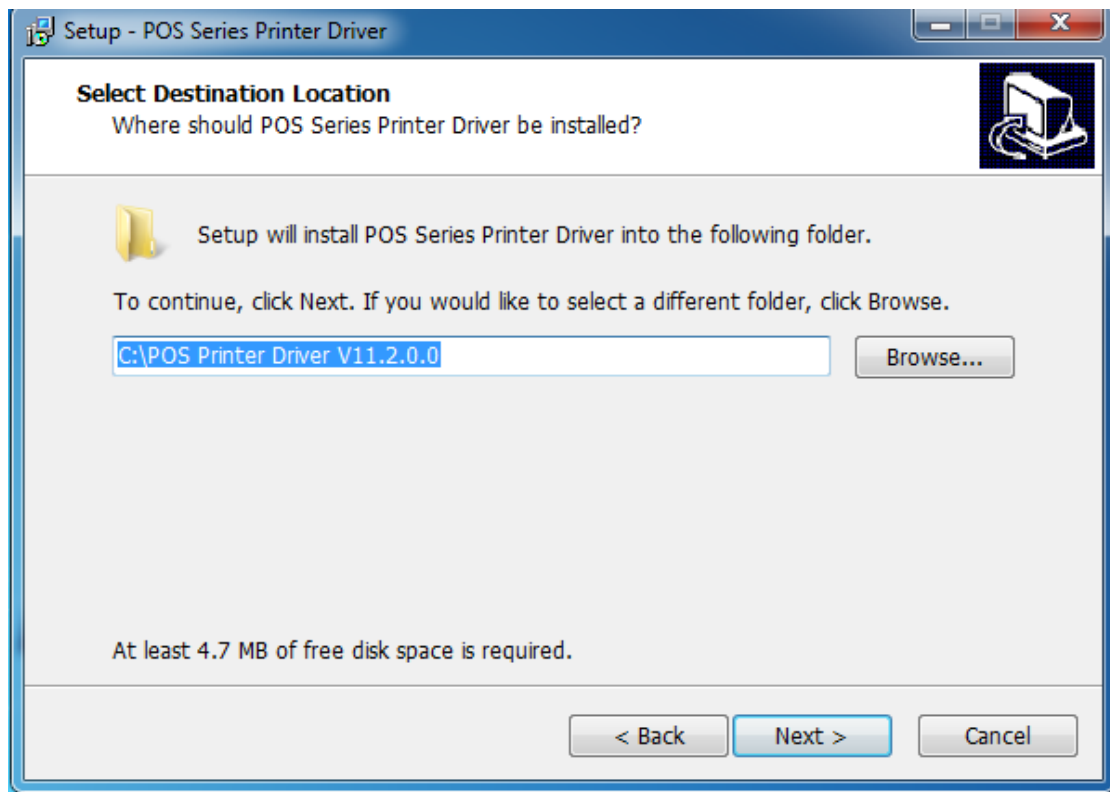 Setup - POS Series Printer Driver
Select Destination Location
Where should POS Series Printer Driver be installed?
Setup will install POS Series Printer Driver into the following folder.
To continue, click Next. If you would like to select a different folder, click Browse.
C:\POS Printer Driver V11.2.0.0
Browse...
At least 4.7 MB of free disk space is required.
< Back
Next >
Cancel